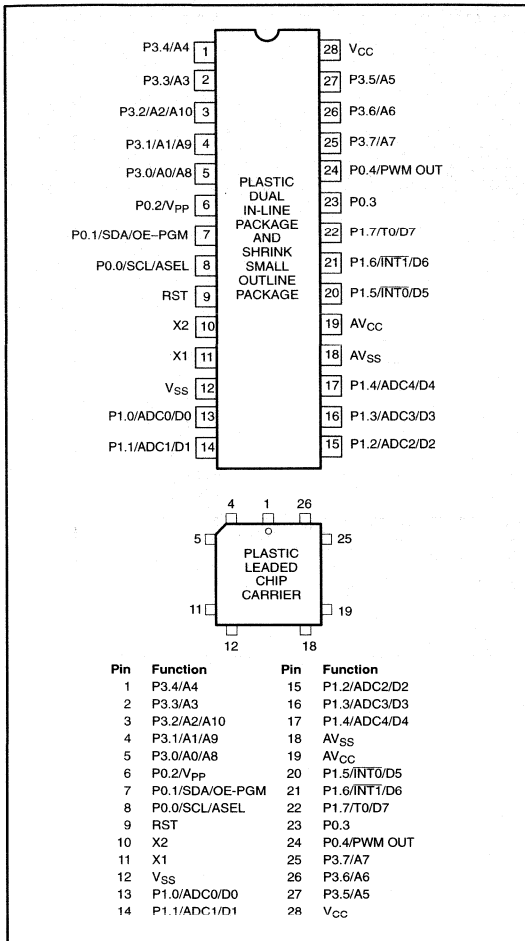 P3.4/A4 1 28 VCC
P3.3/A3 2 27 P3.5/A5
P3.2/A2/A10 3 26 P3.6/A6
P3.1/A1/A9 4 25 P3.7/A7
P3.0/A0/A8 5 24 P0.4/PWM OUT
P0.2/VPP 6 23 P0.3
P0.1/SDA/OE–PGM 7 22 P1.7/T0/D7
P0.0/SCL/ASEL 8 21 P1.6/INT1/D6
RST 9 20 P1.5/INT0/D5
X2 10 19 AVCC
X1 11 18 AVSS
VSS 12 17 P1.4/ADC4/D4
P1.0/ADC0/D0 13 16 P1.3/ADC3/D3
P1.1/ADC1/D1 14 15 P1.2/ADC2/D2
PLASTIC
DUAL
IN-LINE
PACKAGE
AND
SHRINK
SMALL
OUTLINE
PACKAGE
4 1 26
5 25
PLASTIC
LEADED
CHIP
CARRIER
11 19
12 18
Pin Function Pin Function
1 P3.4/A4 15 P1.2/ADC2/D2
2 P3.3/A3 16 P1.3/ADC3/D3
3 P3.2/A2/A10 17 P1.4/ADC4/D4
4 P3.1/A1/A9 18 AVSS
5 P3.0/A0/A8 19 AVCC
6 P0.2/VPP 20 P1.5/INT0/D5
7 P0.1/SDA/OE-PGM 21 P1.6/INT1/D6
8 P0.0/SCL/ASEL 22 P1.7/T0/D7
9 RST 23 P0.3
10 X2 24 P0.4/PWM OUT
11 X1 25 P3.7/A7
12 VSS 26 P3.6/A6
13 P1.0/ADC0/D0 27 P3.5/A5
14 P1.1/ADC1/D1 28 VCC